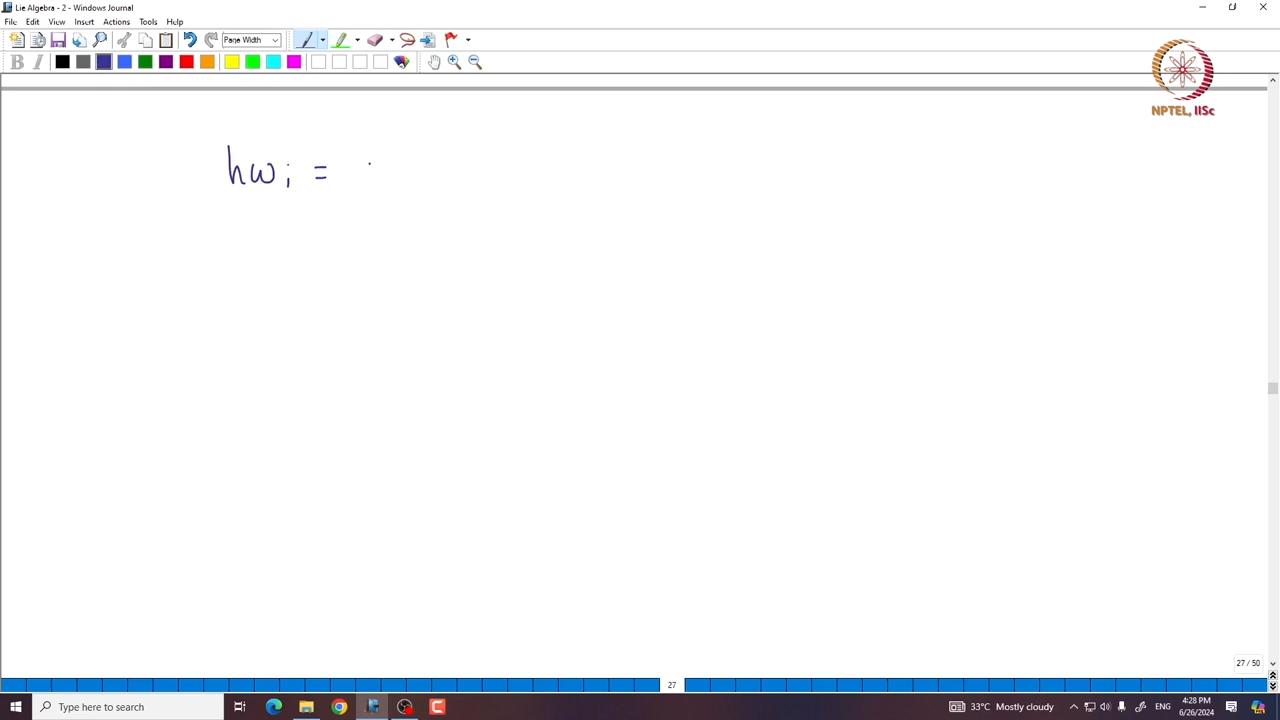 Lie Algebra - 2 - Windows Journal
File Edit View Insert Actions Tools Help
Page Width
B I
NPTEL, IISc
hω_i =
27 / 50
27
Type here to search
33°C Mostly cloudy
ENG
4:28 PM
6/26/2024